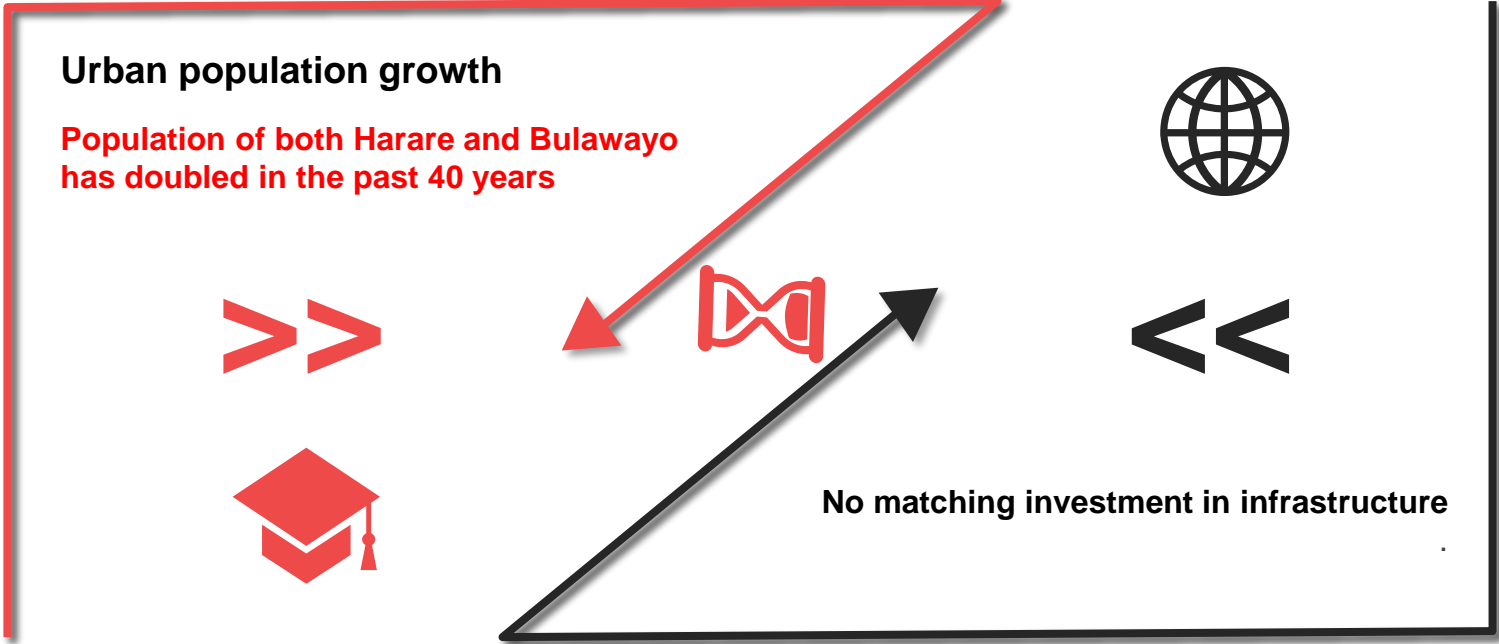 Urban population growth
Population of both Harare and Bulawayo
has doubled in the past 40 years
>>
<<
No matching investment in infrastructure
.